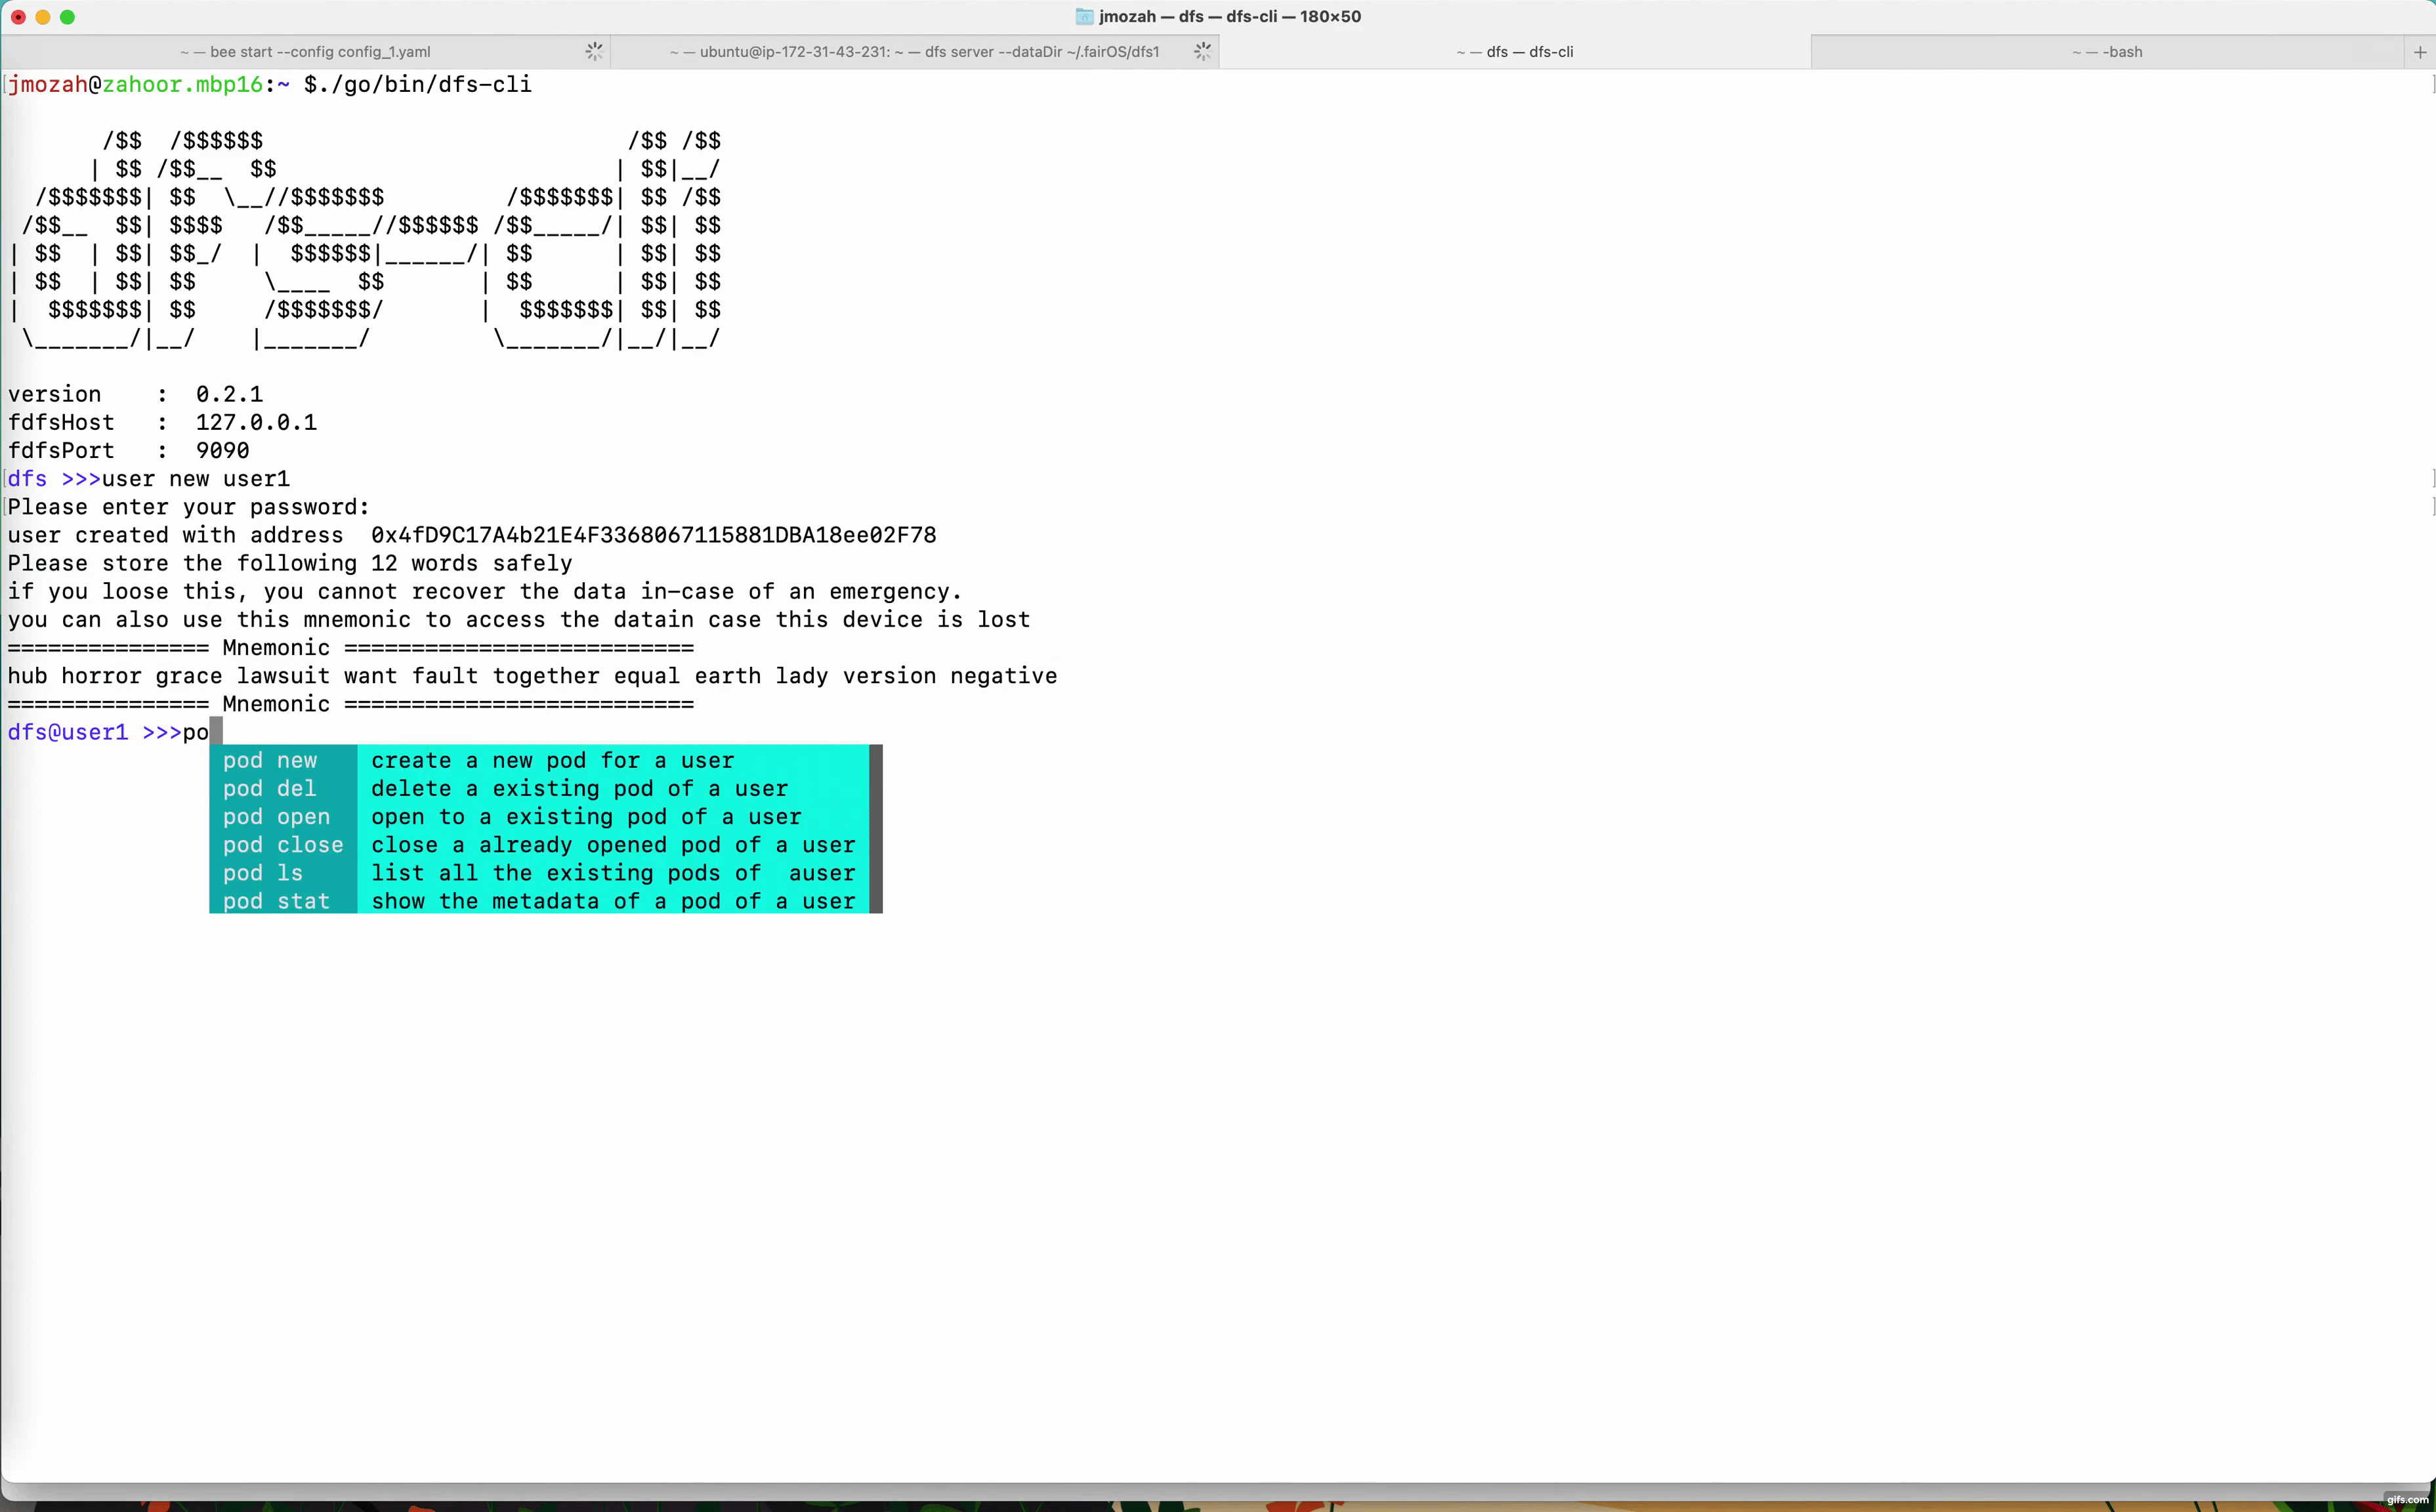 jmozah — dfs — dfs-cli — 180×50
~ — bee start --config config_1.yaml
~ — ubuntu@ip-172-31-43-231: ~ — dfs server --dataDir ~/.fairOS/dfs1
~ — dfs — dfs-cli
~ — -bash
+
jmozah@zahoor.mbp16:~ $./go/bin/dfs-cli
       /$$  /$$$$$$                           /$$ /$$
      | $$ /$$__  $$                         | $$|__/
  /$$$$$$$| $$  \__//$$$$$$$         /$$$$$$$| $$ /$$
 /$$__  $$| $$$$   /$$_____//$$$$$$ /$$_____/| $$| $$
| $$  | $$| $$_/  |  $$$$$$|______/| $$      | $$| $$
| $$  | $$| $$     \____  $$       | $$      | $$| $$
|  $$$$$$$| $$     /$$$$$$$/       |  $$$$$$$| $$| $$
 \_______/|__/    |_______/         \_______/|__/|__/
version    :  0.2.1
fdfsHost   :  127.0.0.1
fdfsPort   :  9090
dfs >>>user new user1
Please enter your password:
user created with address  0x4fD9C17A4b21E4F3368067115881DBA18ee02F78
Please store the following 12 words safely
if you loose this, you cannot recover the data in-case of an emergency.
you can also use this mnemonic to access the datain case this device is lost
=============== Mnemonic ==========================
hub horror grace lawsuit want fault together equal earth lady version negative
=============== Mnemonic ==========================
dfs@user1 >>>po
pod new    create a new pod for a user
pod del    delete a existing pod of a user
pod open   open to a existing pod of a user
pod close  close a already opened pod of a user
pod ls     list all the existing pods of  auser
pod stat   show the metadata of a pod of a user
gifs.com